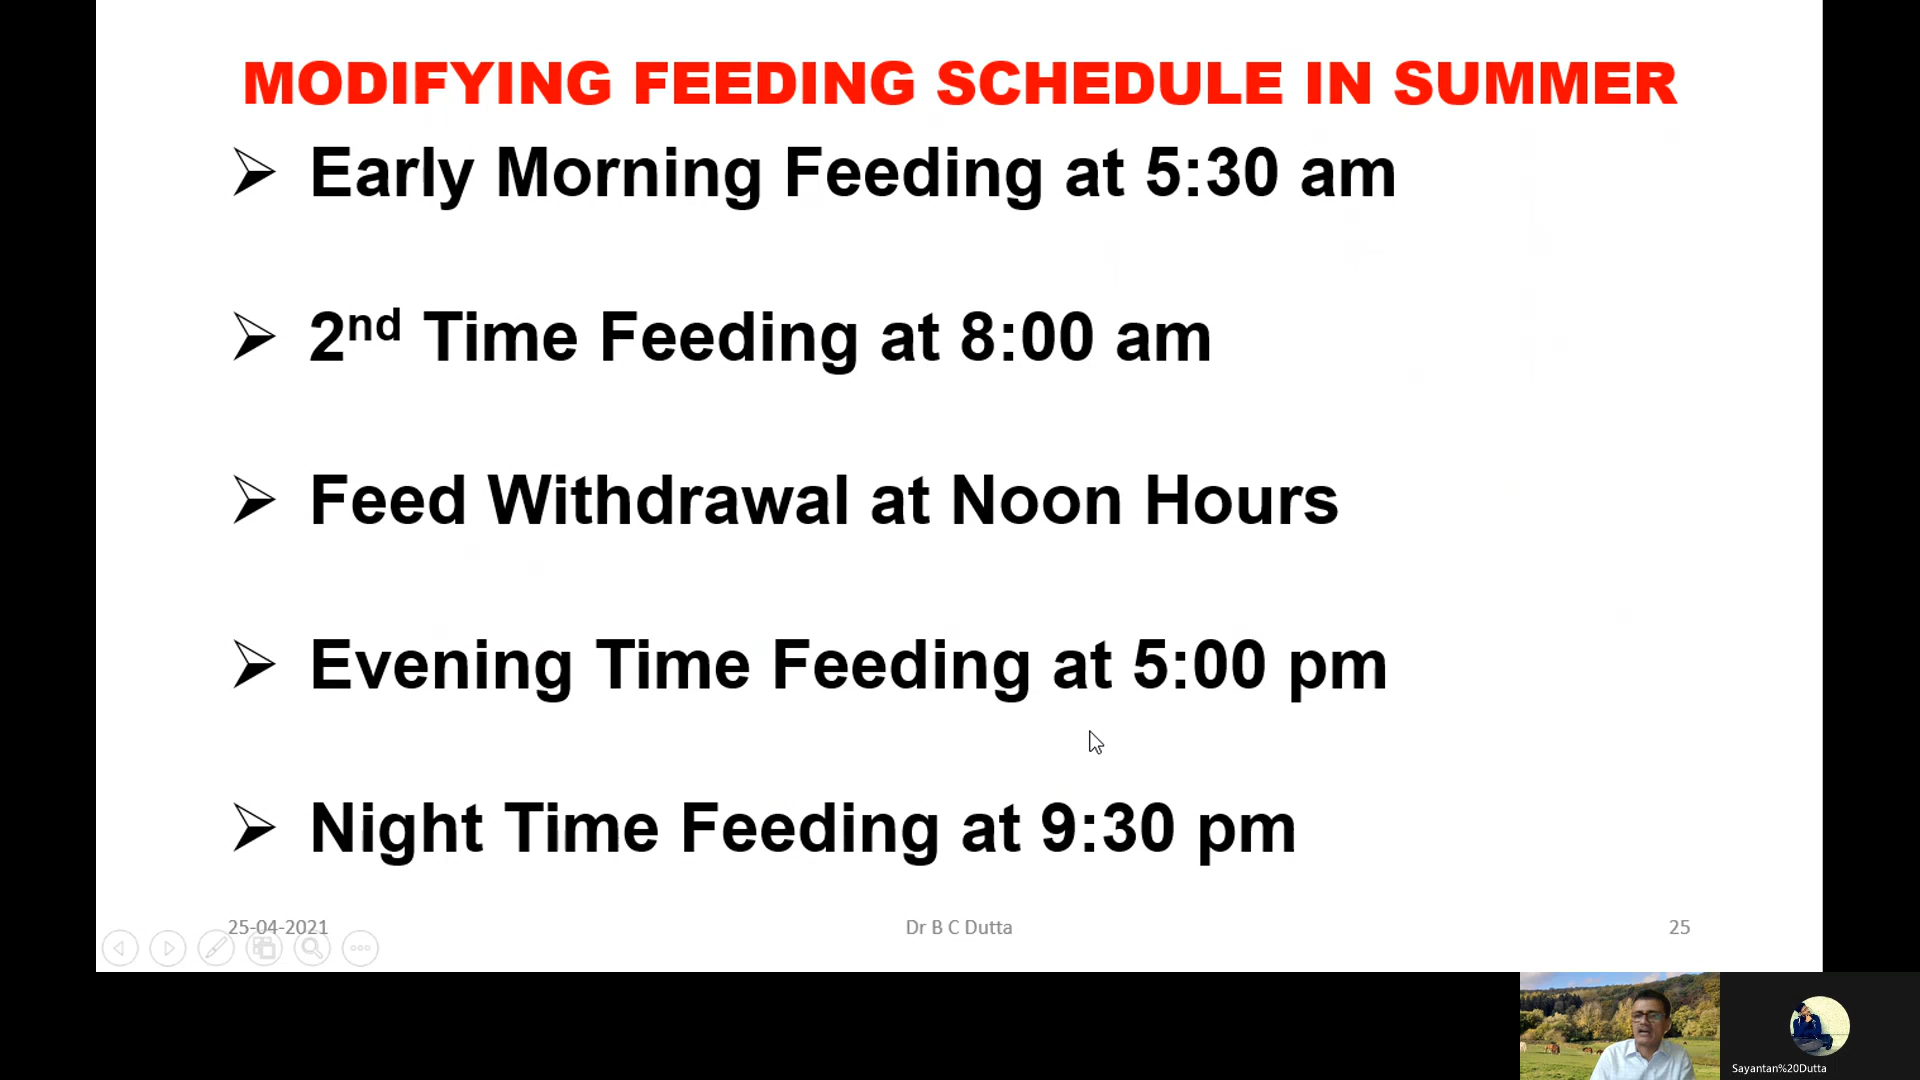 MODIFYING FEEDING SCHEDULE IN SUMMER
Early Morning Feeding at 5:30 am
2nd Time Feeding at 8:00 am
Feed Withdrawal at Noon Hours
Evening Time Feeding at 5:00 pm
Night Time Feeding at 9:30 pm
25-04-2021
Dr B C Dutta
25
Sayantan%20Dutta